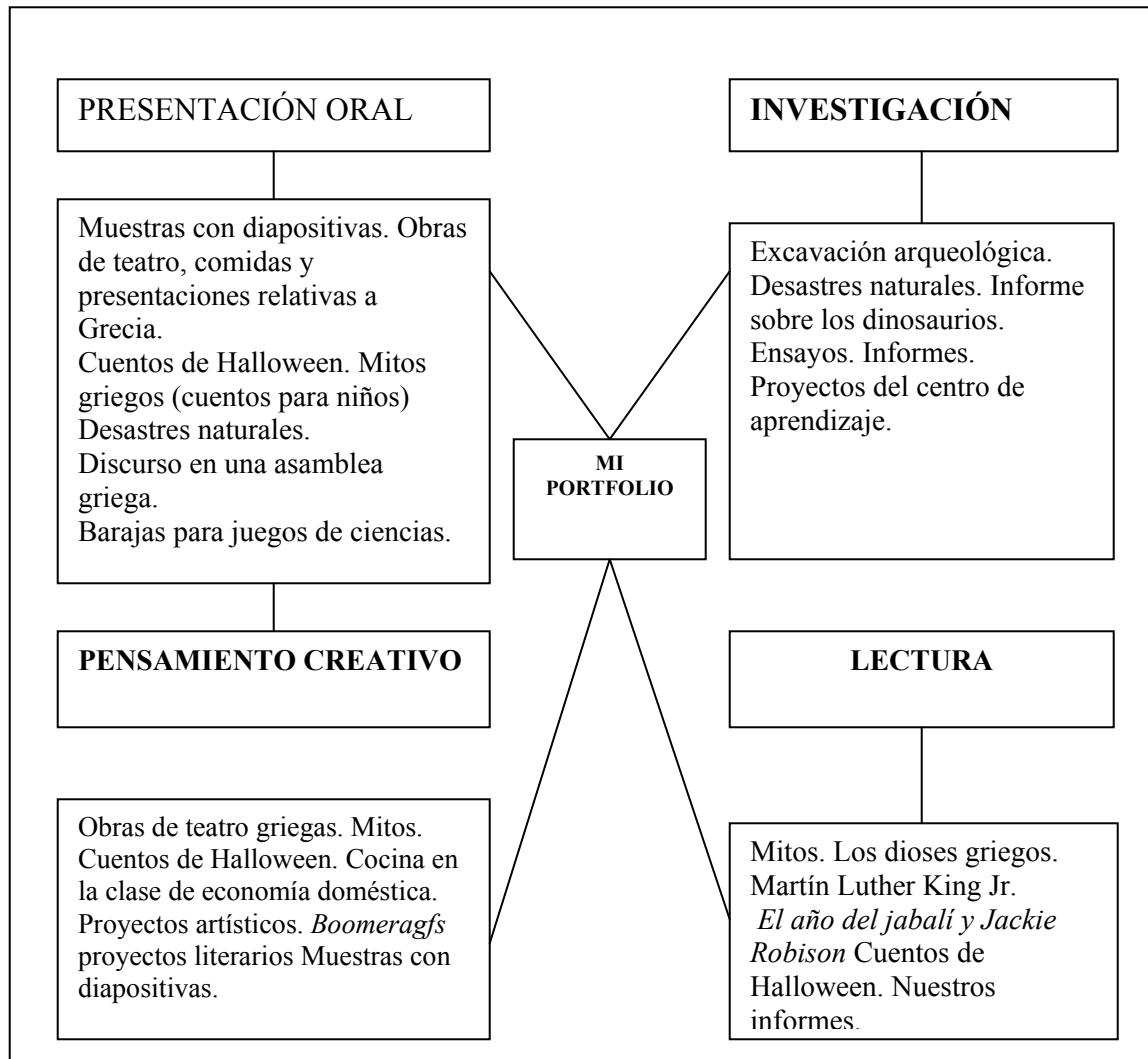 PRESENTACIÓN ORAL
Muestras con diapositivas. Obras
de teatro, comidas y
presentaciones relativas a
Grecia.
Cuentos de Halloween. Mitos
griegos (cuentos para niños)
Desastres naturales.
Discurso en una asamblea
griega.
Barajas para juegos de ciencias.
INVESTIGACIÓN
Excavación arqueológica.
Desastres naturales. Informe
sobre los dinosaurios.
Ensayos. Informes.
Proyectos del centro de
aprendizaje.
MI
PORTFOLIO
PENSAMIENTO CREATIVO
Obras de teatro griegas. Mitos.
Cuentos de Halloween. Cocina en
la clase de economía doméstica.
Proyectos artísticos. Boomeragfs
proyectos literarios Muestras con
diapositivas.
LECTURA
Mitos. Los dioses griegos.
Martín Luther King Jr.
El año del jabalí y Jackie
Robison Cuentos de
Halloween. Nuestros
informes.